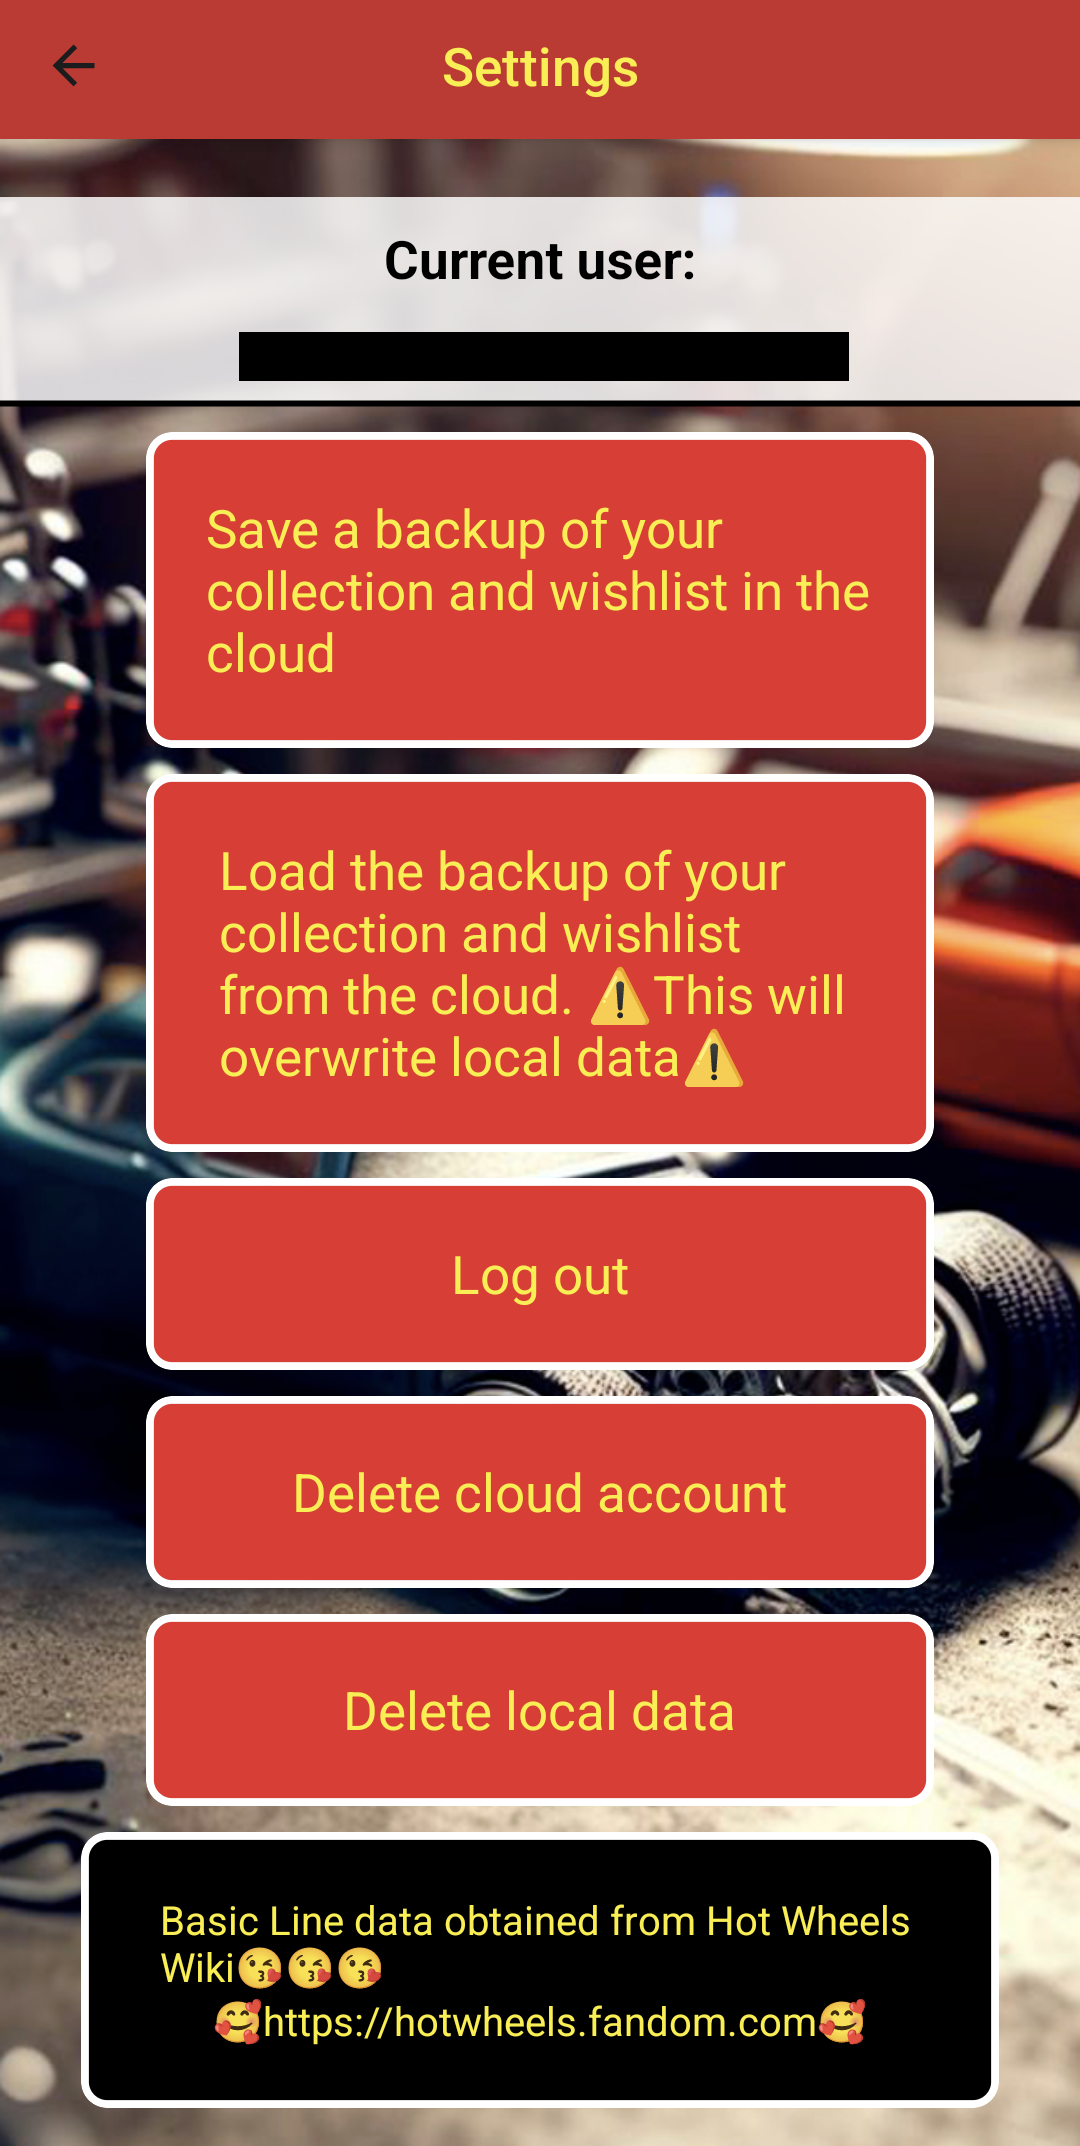 Settings
Current user:
Save a backup of your
collection and wishlist in the
cloud
Load the backup of your
collection and wishlist
from the cloud. ⚠️This will
overwrite local data⚠️
Log out
Delete cloud account
Delete local data
Basic Line data obtained from Hot Wheels
Wiki😘😘😘
🥰https://hotwheels.fandom.com🥰